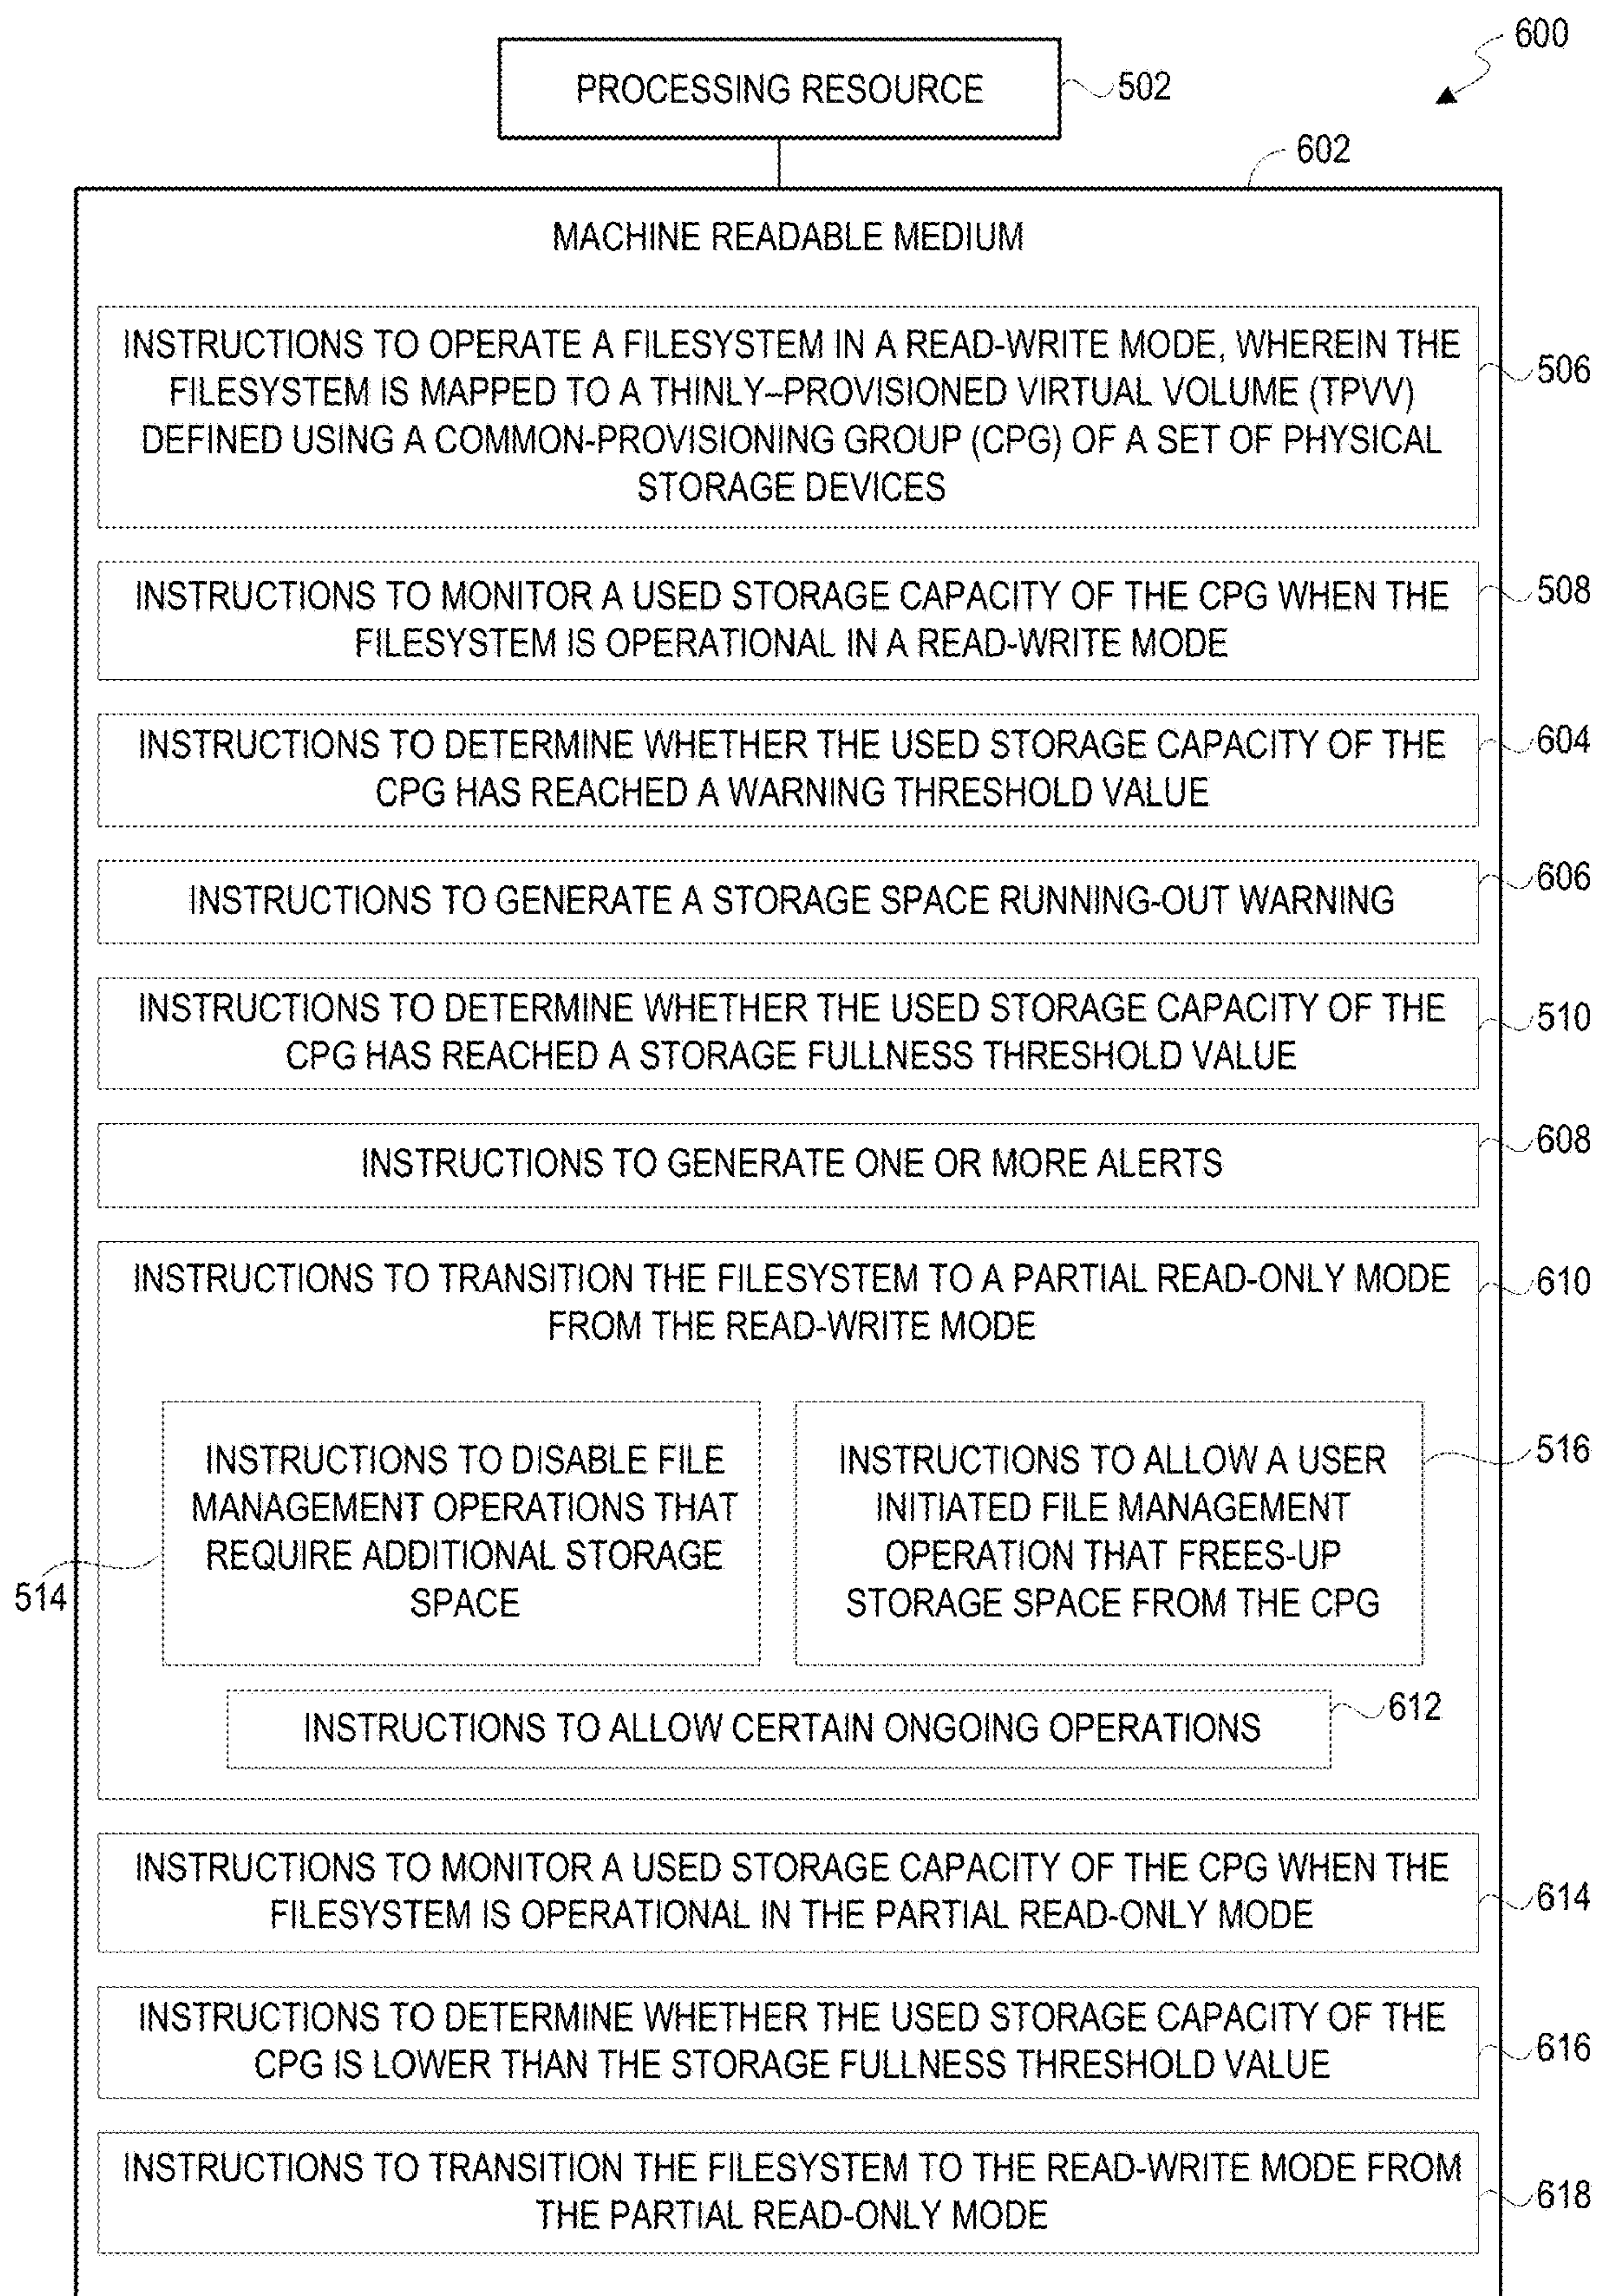 600
PROCESSING RESOURCE
502
602
MACHINE READABLE MEDIUM
INSTRUCTIONS TO OPERATE A FILESYSTEM IN A READ-WRITE MODE, WHEREIN THE
FILESYSTEM IS MAPPED TO A THINLY–PROVISIONED VIRTUAL VOLUME (TPVV)
DEFINED USING A COMMON-PROVISIONING GROUP (CPG) OF A SET OF PHYSICAL
STORAGE DEVICES
506
INSTRUCTIONS TO MONITOR A USED STORAGE CAPACITY OF THE CPG WHEN THE
FILESYSTEM IS OPERATIONAL IN A READ-WRITE MODE
508
INSTRUCTIONS TO DETERMINE WHETHER THE USED STORAGE CAPACITY OF THE
CPG HAS REACHED A WARNING THRESHOLD VALUE
604
INSTRUCTIONS TO GENERATE A STORAGE SPACE RUNNING-OUT WARNING
606
INSTRUCTIONS TO DETERMINE WHETHER THE USED STORAGE CAPACITY OF THE
CPG HAS REACHED A STORAGE FULLNESS THRESHOLD VALUE
510
INSTRUCTIONS TO GENERATE ONE OR MORE ALERTS
608
INSTRUCTIONS TO TRANSITION THE FILESYSTEM TO A PARTIAL READ-ONLY MODE
FROM THE READ-WRITE MODE
610
INSTRUCTIONS TO DISABLE FILE
MANAGEMENT OPERATIONS THAT
REQUIRE ADDITIONAL STORAGE
SPACE
514
INSTRUCTIONS TO ALLOW A USER
INITIATED FILE MANAGEMENT
OPERATION THAT FREES-UP
STORAGE SPACE FROM THE CPG
516
INSTRUCTIONS TO ALLOW CERTAIN ONGOING OPERATIONS
612
INSTRUCTIONS TO MONITOR A USED STORAGE CAPACITY OF THE CPG WHEN THE
FILESYSTEM IS OPERATIONAL IN THE PARTIAL READ-ONLY MODE
614
INSTRUCTIONS TO DETERMINE WHETHER THE USED STORAGE CAPACITY OF THE
CPG IS LOWER THAN THE STORAGE FULLNESS THRESHOLD VALUE
616
INSTRUCTIONS TO TRANSITION THE FILESYSTEM TO THE READ-WRITE MODE FROM
THE PARTIAL READ-ONLY MODE
618